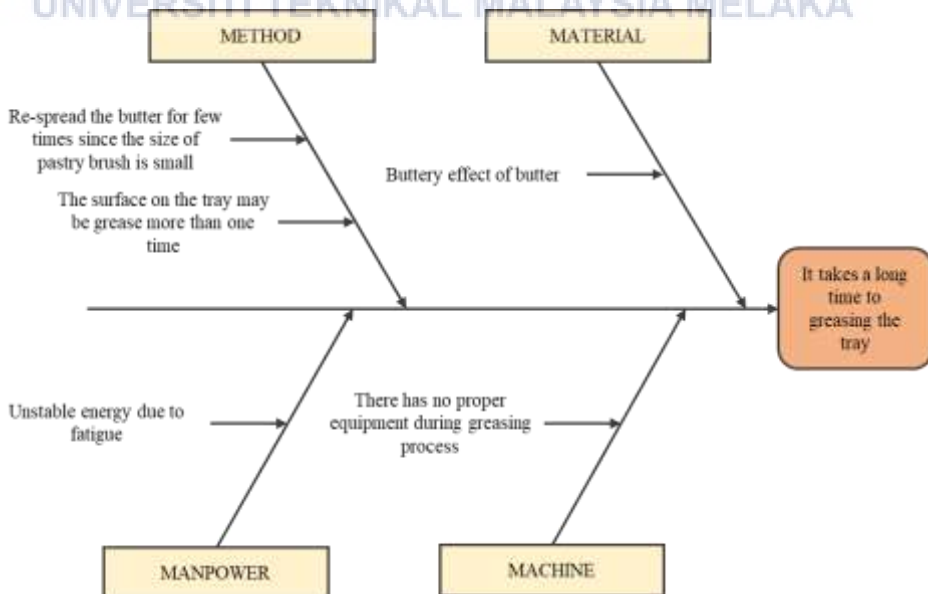 UNIVERSITI TEKNIKAL MALAYSIA MELAKA
METHOD
MATERIAL
Re-spread the butter for few
times since the size of
pastry brush is small
The surface on the tray may
be grease more than one
time
Buttery effect of butter
It takes a long
time to
greasing the
tray
Unstable energy due to
fatigue
There has no proper
equipment during greasing
process
MANPOWER
MACHINE